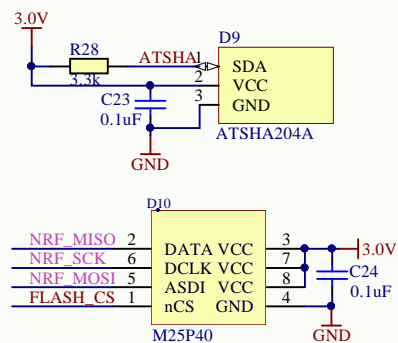 3.0V
D9
R28
ATSHA
1
SDA
3.3k
2
VCC
C23
3
GND
0.1uF
ATSHA204A
GND
D10
NRF_MISO 2 DATA VCC 3
3.0V
NRF_SCK 6 DCLK VCC 7
C24
NRF_MOSI 5 ASDI VCC 8
0.1uF
FLASH_CS 1 nCS GND 4
GND
M25P40